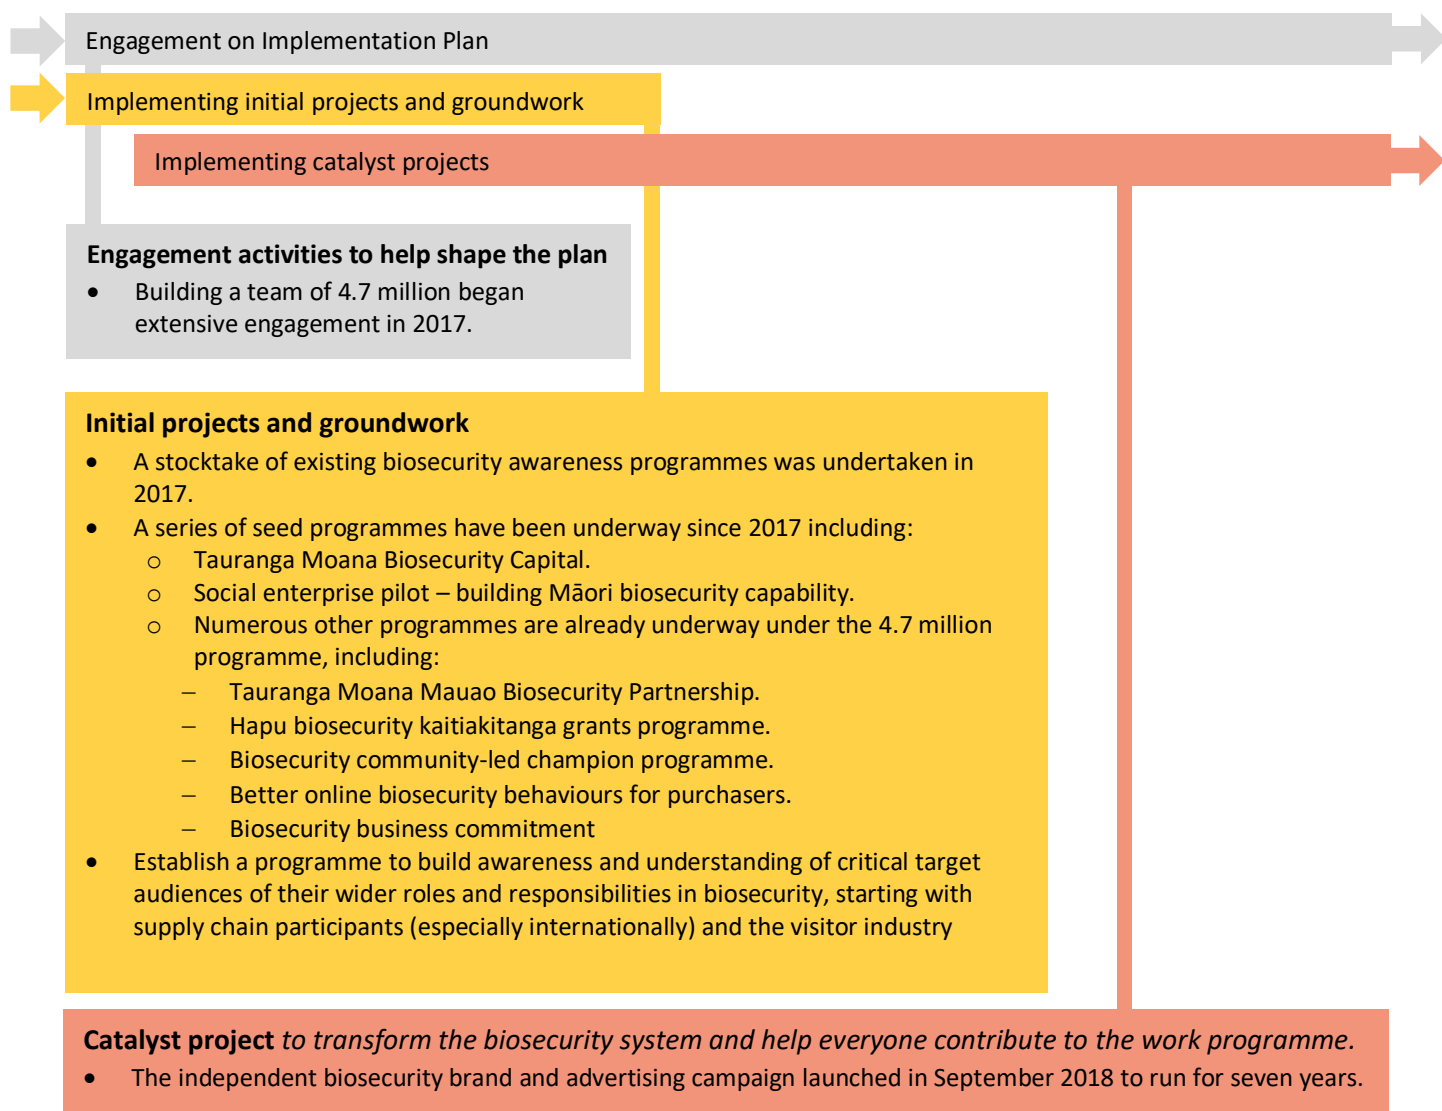 Engagement on Implementation Plan
Implementing initial projects and groundwork
Implementing catalyst projects
Engagement activities to help shape the plan
• Building a team of 4.7 million began
extensive engagement in 2017.
Initial projects and groundwork
• A stocktake of existing biosecurity awareness programmes was undertaken in
2017.
• A series of seed programmes have been underway since 2017 including:
o Tauranga Moana Biosecurity Capital.
o Social enterprise pilot – building Māori biosecurity capability.
o Numerous other programmes are already underway under the 4.7 million
programme, including:
– Tauranga Moana Mauao Biosecurity Partnership.
– Hapu biosecurity kaitiakitanga grants programme.
– Biosecurity community-led champion programme.
– Better online biosecurity behaviours for purchasers.
– Biosecurity business commitment
• Establish a programme to build awareness and understanding of critical target
audiences of their wider roles and responsibilities in biosecurity, starting with
supply chain participants (especially internationally) and the visitor industry
Catalyst project to transform the biosecurity system and help everyone contribute to the work programme.
• The independent biosecurity brand and advertising campaign launched in September 2018 to run for seven years.